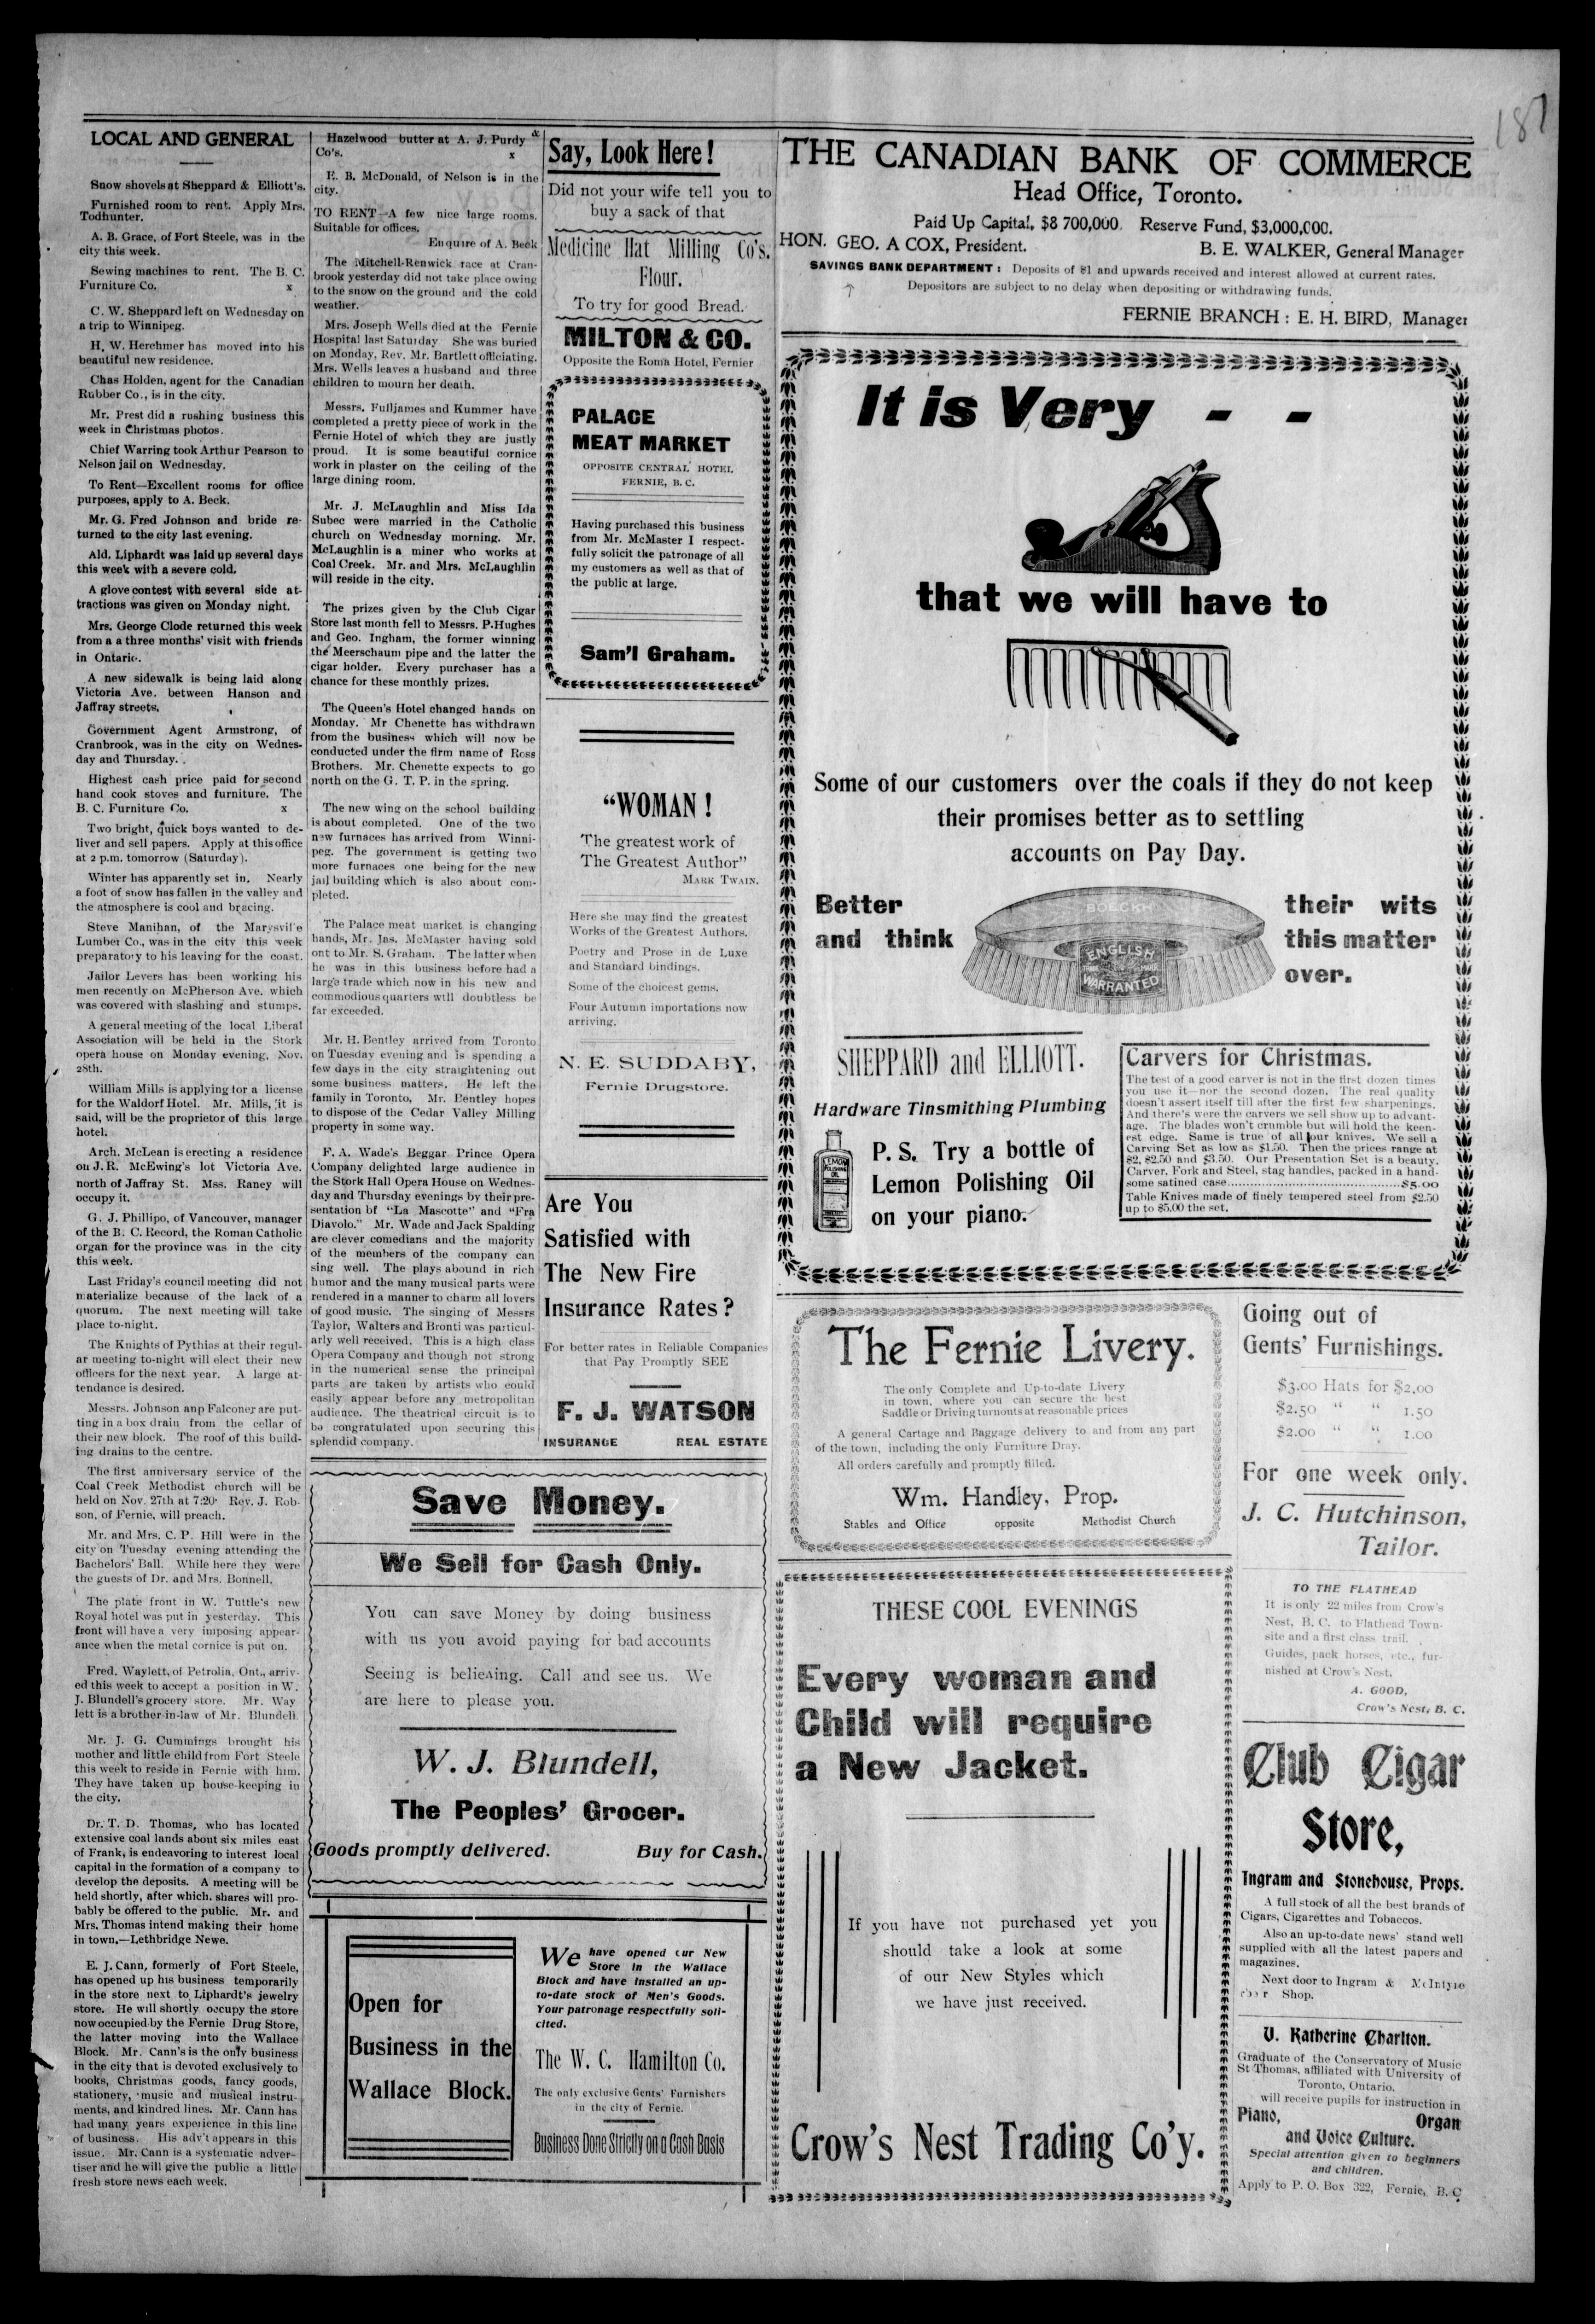 187
LOCAL AND GENERAL
Snow shovels at Sheppard & Elliott's.
Furnished room to rent. Apply Mrs.
Todhunter.
A. B. Grace, of Fort Steele, was in the
city this week.
Sewing machines to rent. The B. C.
Furniture Co. x
C. W. Sheppard left on Wednesday on
a trip to Winnipeg.
H. W. Herchmer has moved into his
beautiful new residence.
Chas Holden, agent for the Canadian
Rubber Co., is in the city.
Mr. Prest did a rushing business this
week in Christmas photos.
Chief Warring took Arthur Pearson to
Nelson jail on Wednesday.
To Rent—Excellent rooms for office
purposes, apply to A. Beck.
Mr. G. Fred Johnson and bride re-
turned to the city last evening.
Ald. Liphardt was laid up several days
this week with a severe cold.
A glove contest with several side at-
tractions was given on Monday night.
Mrs. George Clode returned this week
from a a three months' visit with friends
in Ontario.
A new sidewalk is being laid along
Victoria Ave. between Hanson and
Jaffray streets.
Government Agent Armstrong, of
Cranbrook, was in the city on Wednes-
day and Thursday.
Highest cash price paid for second
hand cook stoves and furniture. The
B. C. Furniture Co. x
Two bright, quick boys wanted to de-
liver and sell papers. Apply at this office
at 2 p.m. tomorrow (Saturday).
Winter has apparently set in. Nearly
a foot of snow has fallen in the valley and
the atmosphere is cool and bracing.
Steve Manihan, of the Marysville
Lumber Co., was in the city this week
preparatory to his leaving for the coast.
Jailor Levers has been working his
men recently on McPherson Ave. which
was covered with slashing and stumps.
A general meeting of the local Liberal
Association will be held in the Stork
opera house on Monday evening, Nov.
28th.
William Mills is applying for a license
for the Waldorf Hotel. Mr. Mills, it is
said, will be the proprietor of this large
hotel.
Arch. McLean is erecting a residence
on J. R. McEwing's lot Victoria Ave.
north of Jaffray St. Mss. Raney will
occupy it.
G. J. Phillipo, of Vancouver, manager
of the B. C. Record, the Roman Catholic
organ for the province was in the city
this week.
Last Friday's council meeting did not
materialize because of the lack of a
quorum. The next meeting will take
place to-night.
The Knights of Pythias at their regul-
ar meeting to-night will elect their new
officers for the next year. A large at-
tendance is desired.
Messrs. Johnson anp Falconer are put-
ting in a box drain from the cellar of
their new block. The roof of this build-
ing drains to the centre.
The first anniversary service of the
Coal Creek Methodist church will be
held on Nov. 27th at 7:20 Rev. J. Rob-
son, of Fernie, will preach.
Mr. and Mrs. C. P. Hill were in the
city on Tuesday evening attending the
Bachelors' Ball. While here they were
the guests of Dr. and Mrs. Bonnell.
The plate front in W. Tuttle's new
Royal hotel was put in yesterday. This
front will have a very imposing appear-
ance when the metal cornice is put on.
Fred. Waylett, of Petrolia, Ont., arriv-
ed this week to accept a position in W.
J. Blundell's grocery store. Mr. Way
lett is a brother-in-law of Mr. Blundell.
Mr. J. G. Cummings brought his
mother and little child from Fort Steele
this week to reside in Fernie with him.
They have taken up house-keeping in
the city.
Dr. T. D. Thomas, who has located
extensive coal lands about six miles east
of Frank, is endeavoring to interest local
capital in the formation of a company to
develop the deposits. A meeting will be
held shortly, after which. shares will pro-
bably be offered to the public. Mr. and
Mrs. Thomas intend making their home
in town.—Lethbridge Newe.
E. J. Cann, formerly of Fort Steele,
has opened up his business temporarily
in the store next to Liphardt's jewelry
store. He will shortly occupy the store
now occupied by the Fernie Drug Store,
the latter moving into the Wallace
Block. Mr. Cann's is the only business
in the city that is devoted exclusively to
books, Christmas goods, fancy goods,
stationery, music and musical instru-
ments, and kindred lines. Mr. Cann has
had many years experience in this line
of business. His adv't appears in this
issue. Mr. Cann is a systematic adver-
tiser and he will give the public a little
fresh store news each week.
Hazelwood butter at A. J. Purdy &
Co's. x
E. B. McDonald, of Nelson is in the
city.
TO RENT—A few nice large rooms.
Suitable for offices.
Enquire of A. Beck
The Mitchell-Renwick race at Cran-
brook yesterday did not take place owing
to the snow on the ground and the cold
weather.
Mrs. Joseph Wells died at the Fernie
Hospital last Saturday She was buried
on Monday, Rev. Mr. Bartlett officiating.
Mrs. Wells leaves a husband and three
children to mourn her death.
Messrs. Fulljames and Kummer have
completed a pretty piece of work in the
Fernie Hotel of which they are justly
proud. It is some beautiful cornice
work in plaster on the ceiling of the
large dining room.
Mr. J. McLaughlin and Miss Ida
Subec were married in the Catholic
church on Wednesday morning. Mr.
McLaughlin is a miner who works at
Coal Creek. Mr. and Mrs. McLaughlin
will reside in the city.
The prizes given by the Club Cigar
Store last month fell to Messrs. P. Hughes
and Geo. Ingham, the former winning
the Meerschaum pipe and the latter the
cigar holder. Every purchaser has a
chance for these monthly prizes.
The Queen's Hotel changed hands on
Monday. Mr Chenette has withdrawn
from the business which will now be
conducted under the firm name of Ross
Brothers. Mr. Chenette expects to go
north on the G. T. P. in the spring.
The new wing on the school building
is about completed. One of the two
new furnaces has arrived from Winni-
peg. The government is getting two
more furnaces one being for the new
jail building which is also about com-
pleted.
The Palace meat market is changing
hands, Mr. Jas. McMaster having sold
ont to Mr. S. Graham. The latter when
he was in this business before had a
large trade which now in his new and
commodious quarters will doubtless be
far exceeded.
Mr. H. Bentley arrived from Toronto
on Tuesday evening and is spending a
few days in the city straightening out
some business matters. He left the
family in Toronto. Mr. Bentley hopes
to dispose of the Cedar Valley Milling
property in some way.
F. A. Wade's Beggar Prince Opera
Company delighted large audience in
the Stork Hall Opera House on Wednes-
day and Thursday evenings by their pre-
sentation bf "La Mascotte" and "Fra
Diavolo." Mr. Wade and Jack Spalding
are clever comedians and the majority
of the members of the company can
sing well. The plays abound in rich
humor and the many musical parts were
rendered in a manner to charm all lovers
of good music. The singing of Messrs
Taylor, Walters and Bronti was particul-
arly well received. This is a high class
Opera Company and though not strong
in the numerical sense the principal
parts are taken by artists who could
easily appear before any metropolitan
audience. The theatrical circuit is to
be congratulated upon securing this
splendid company.
Say, Look Here!
Did not your wife tell you to
buy a sack of that
Medicine Hat Milling Co's.
Flour.
To try for good Bread.
MILTON & CO.
Opposite the Roma Hotel, Fernier
PALACE
MEAT MARKET
OPPOSITE CENTRAL HOTEL
FERNIE, B. C.
Having purchased this business
from Mr. McMaster I respect-
fully solicit the patronage of all
my customers as well as that of
the public at large.
Sam'l Graham.
"WOMAN!
The greatest work of
The Greatest Author"
MARK TWAIN.
Here she may find the greatest
Works of the Greatest Authors.
Poetry and Prose in de Luxe
and Standard bindings.
Some of the choicest gems.
Four Autumn importations now
arriving.
N. E. SUDDABY,
Fernie Drugstore.
Are You
Satisfied with
The New Fire
Insurance Rates?
For better rates in Reliable Companies
that Pay Promptly SEE
F. J. WATSON
INSURANCE REAL ESTATE
Save Money.
We Sell for Cash Only.
You can save Money by doing business
with us you avoid paying for bad accounts
Seeing is believing. Call and see us. We
are here to please you.
W. J. Blundell,
The Peoples' Grocer.
Goods promptly delivered. Buy for Cash.
Open for
Business in the
Wallace Block.
We have opened our New
Store in the Wallace
Block and have installed an up-
to-date stock of Men's Goods.
Your patronage respectfully soli-
cited.
The W. C. Hamilton Co.
The only exclusive Gents' Furnishers
in the city of Fernie.
Business Done Strictly on a Cash Basis
THE CANADIAN BANK OF COMMERCE
Head Office, Toronto.
Paid Up Capital, $8 700,000. Reserve Fund, $3,000,000.
HON. GEO. A COX, President. B. E. WALKER, General Manager
SAVINGS BANK DEPARTMENT: Deposits of $1 and upwards received and interest allowed at current rates.
Depositors are subject to no delay when depositing or withdrawing funds.
FERNIE BRANCH: E. H. BIRD, Manager
It is Very - -
that we will have to
Some of our customers over the coals if they do not keep
their promises better as to settling
accounts on Pay Day.
Better their wits
and think this matter
over.
BOECKH
ENGLISH
WARRANTED
SHEPPARD and ELLIOTT.
Hardware Tinsmithing Plumbing
LEMON
POLISHING
OIL
P. S. Try a bottle of
Lemon Polishing Oil
on your piano.
Carvers for Christmas.
The test of a good carver is not in the first dozen times
you use it—nor the second dozen. The real quality
doesn't assert itself till after the first few sharpenings.
And there's were the carvers we sell show up to advant-
age. The blades won't crumble but will hold the keen-
est edge. Same is true of all our knives. We sell a
Carving Set as low as $1.50. Then the prices range at
$2, $2.50 and $3.50. Our Presentation Set is a beauty.
Carver, Fork and Steel, stag handles, packed in a hand-
some satined case........$5.00
Table Knives made of finely tempered steel from $2.50
up to $5.00 the set.
The Fernie Livery.
The only Complete and Up-to-date Livery
in town, where you can secure the best
Saddle or Driving turnouts at reasonable prices
A general Cartage and Baggage delivery to and from any part
of the town, including the only Furniture Dray.
All orders carefully and promptly filled.
Wm. Handley, Prop.
Stables and Office opposite Methodist Church
THESE COOL EVENINGS
Every woman and
Child will require
a New Jacket.
If you have not purchased yet you
should take a look at some
of our New Styles which
we have just received.
Crow's Nest Trading Co'y.
Going out of
Gents' Furnishings.
$3.00 Hats for $2.00
$2.50 " " 1.50
$2.00 " " 1.00
For one week only.
J. C. Hutchinson,
Tailor.
TO THE FLATHEAD
It is only 22 miles from Crow's
Nest, B. C. to Flathead Town-
site and a first class trail.
Guides, pack horses, etc., fur-
nished at Crow's Nest.
A. GOOD,
Crow's Nest, B. C.
Club Cigar
Store,
Ingram and Stonehouse, Props.
A full stock of all the best brands of
Cigars, Cigarettes and Tobaccos.
Also an up-to-date news' stand well
supplied with all the latest papers and
magazines.
Next door to Ingram & McIntyre
Shop.
V. Katherine Charlton.
Graduate of the Conservatory of Music
St Thomas, affiliated with University of
Toronto, Ontario.
will receive pupils for instruction in
Piano, Organ
and Voice Culture.
Special attention given to beginners
and children.
Apply to P. O. Box 322, Fernie, B. C